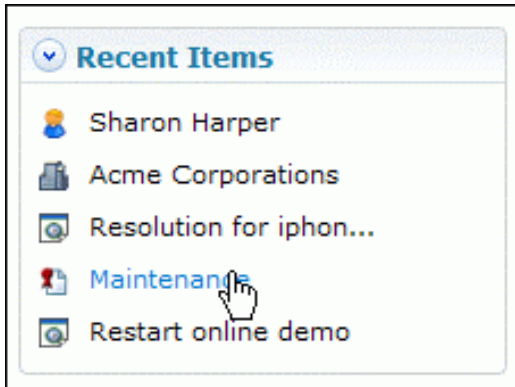 Recent Items
Sharon Harper
Acme Corporations
Resolution for iphon...
Maintenance
Restart online demo